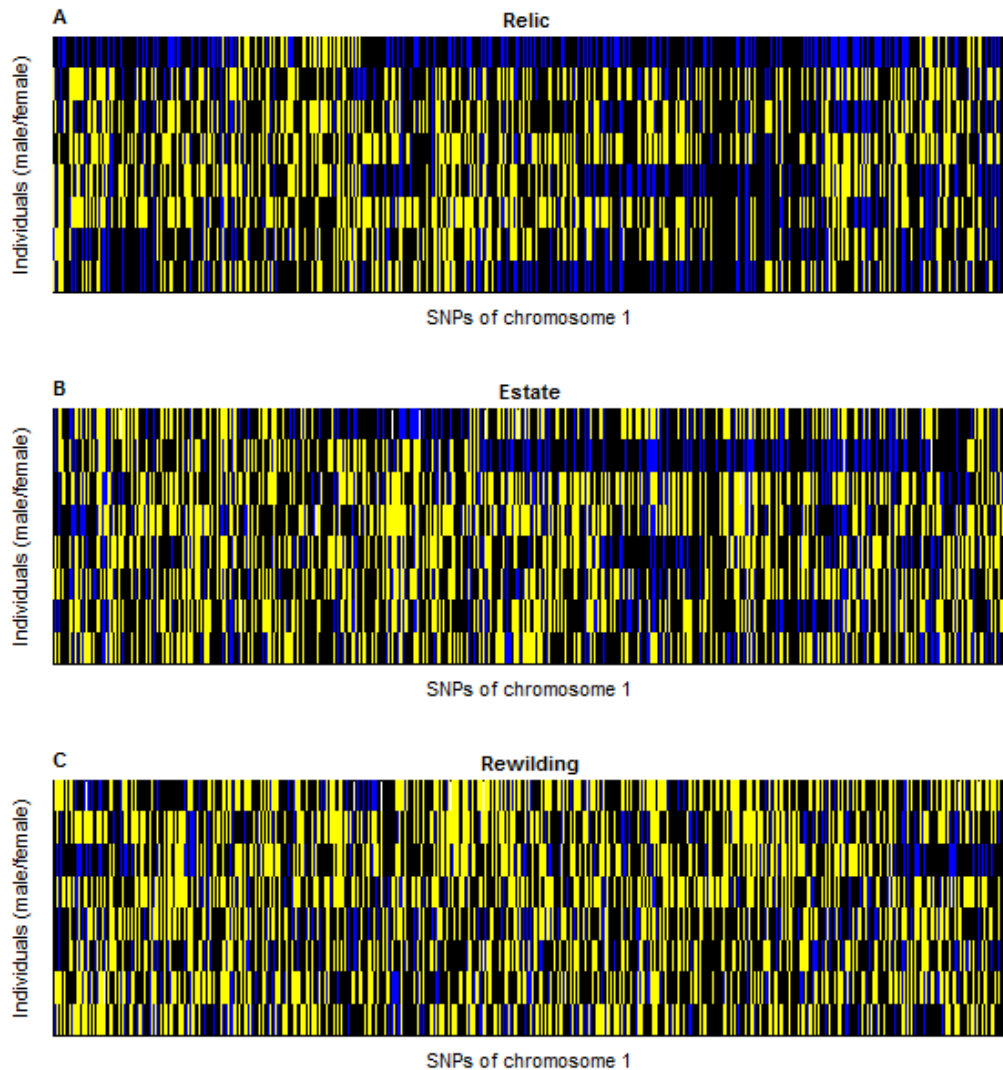 A
Relic
Individuals (male/female)
SNPs of chromosome 1
B
Estate
Individuals (male/female)
SNPs of chromosome 1
C
Rewilding
Individuals (male/female)
SNPs of chromosome 1